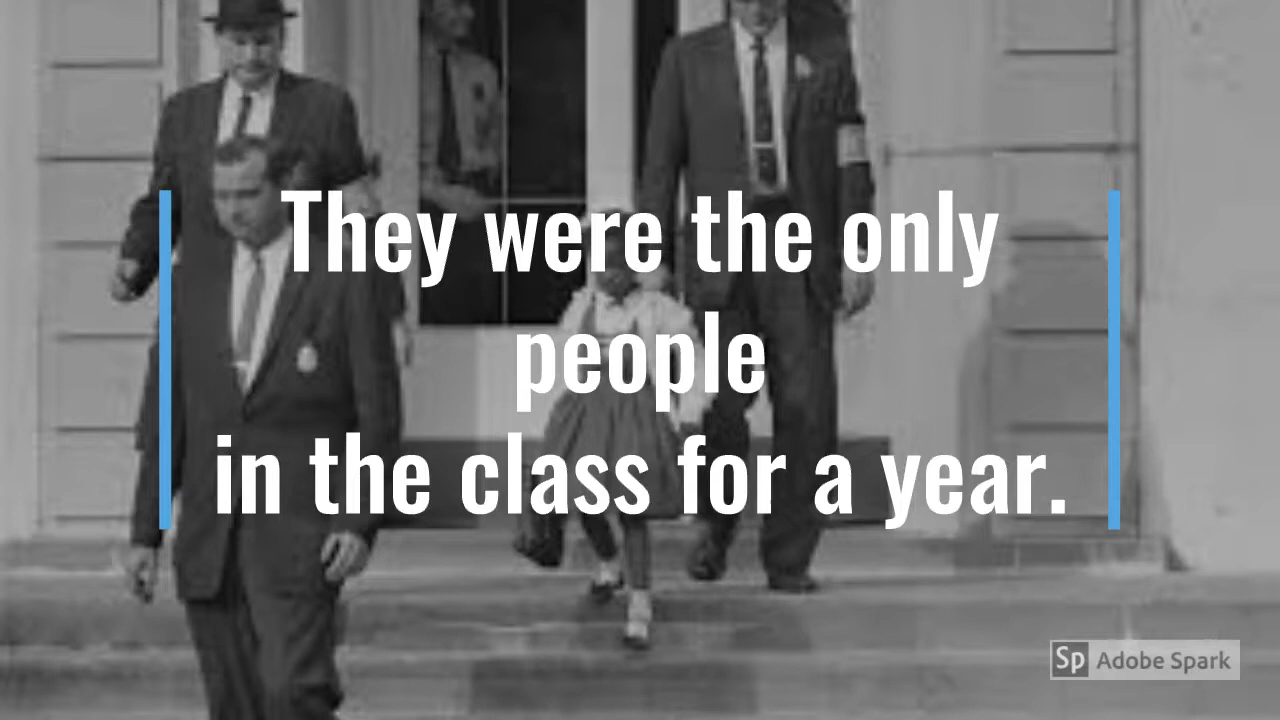 They were the only
people
in the class for a year.
Sp Adobe Spark